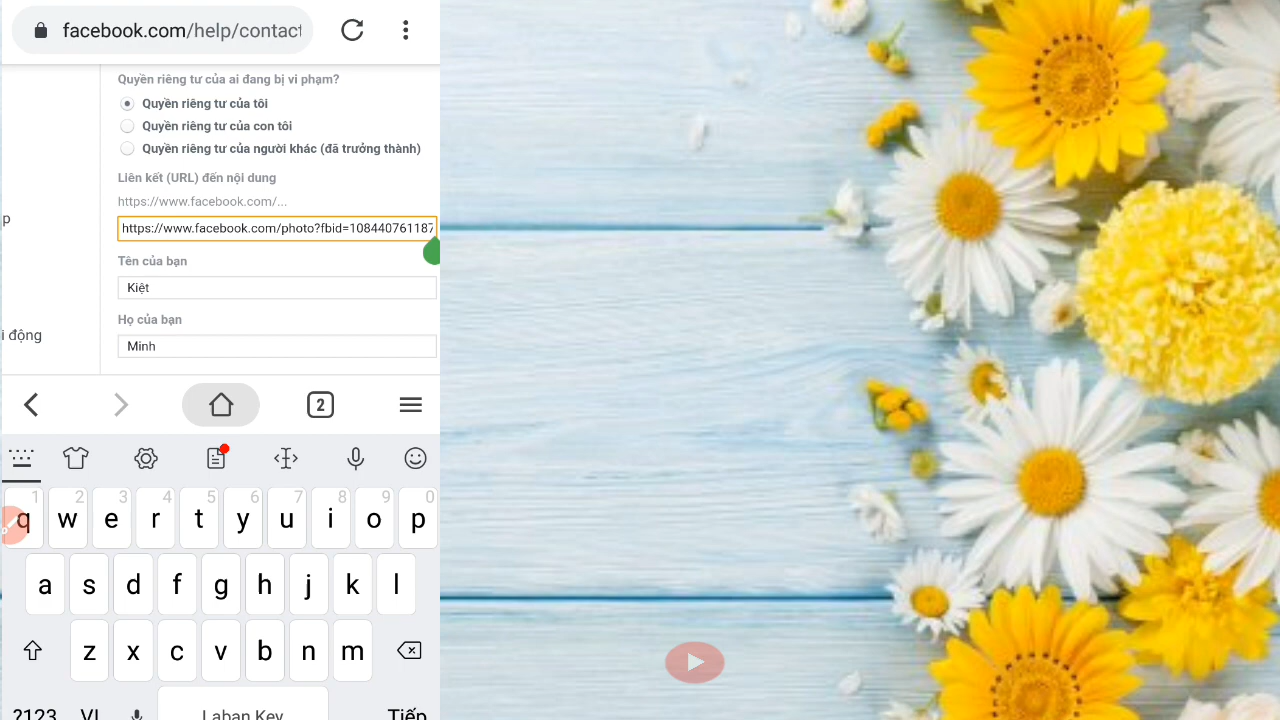 facebook.com/help/contact
Quyền riêng tư của ai đang bị vi phạm?
Quyền riêng tư của tôi
Quyền riêng tư của con tôi
Quyền riêng tư của người khác (đã trưởng thành)
Liên kết (URL) đến nội dung
https://www.facebook.com/...
p
https://www.facebook.com/photo?fbid=108440761187
Tên của bạn
Kiệt
Họ của bạn
i động
Minh
2
1 2 3 4 5 6 7 8 9 0
q w e r t y u i o p
a s d f g h j k l
z x c v b n m
?123 VI Laban Key Tiếp